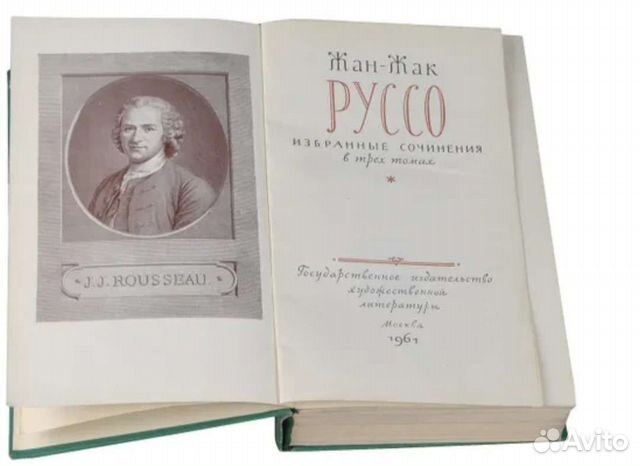 J.J. ROUSSEAU.
Жан-Жак
РУССО
ИЗБРАННЫЕ СОЧИНЕНИЯ
в трех томах
*
Государственное издательство
художественной
литературы
Москва
1961
Avito